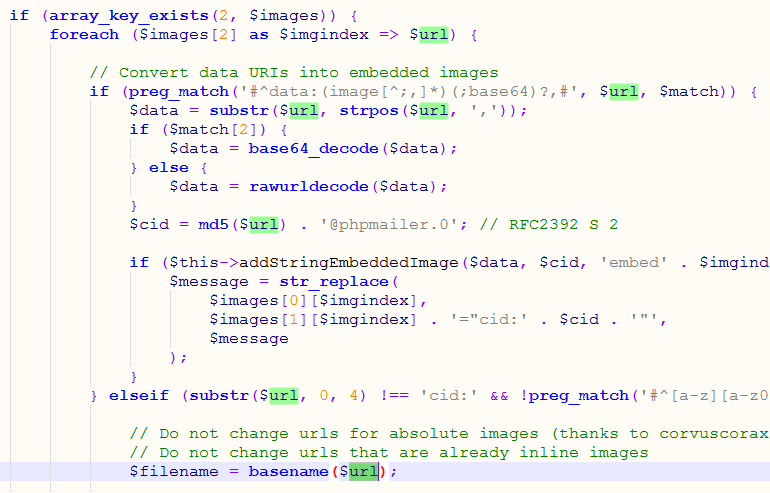 if (array_key_exists(2, $images)) {
foreach ($images[2] as $imgindex => $url) {
// Convert data URIs into embedded images
if (preg_match('#^data:(image[^;,]*)(;base64)?,#', $url, $match)) {
$data = substr($url, strpos($url, ','));
if ($match[2]) {
$data = base64_decode($data);
} else {
$data = rawurldecode($data);
}
$cid = md5($url) . '@phpmailer.0'; // RFC2392 S 2
if ($this->addStringEmbeddedImage($data, $cid, 'embed' . $imgind
$message = str_replace(
$images[0][$imgindex],
$images[1][$imgindex] . '="cid:' . $cid . '"',
$message
);
}
} elseif (substr($url, 0, 4) !== 'cid:' && !preg_match('#^[a-z][a-z0
// Do not change urls for absolute images (thanks to corvuscorax
// Do not change urls that are already inline images
$filename = basename($url);